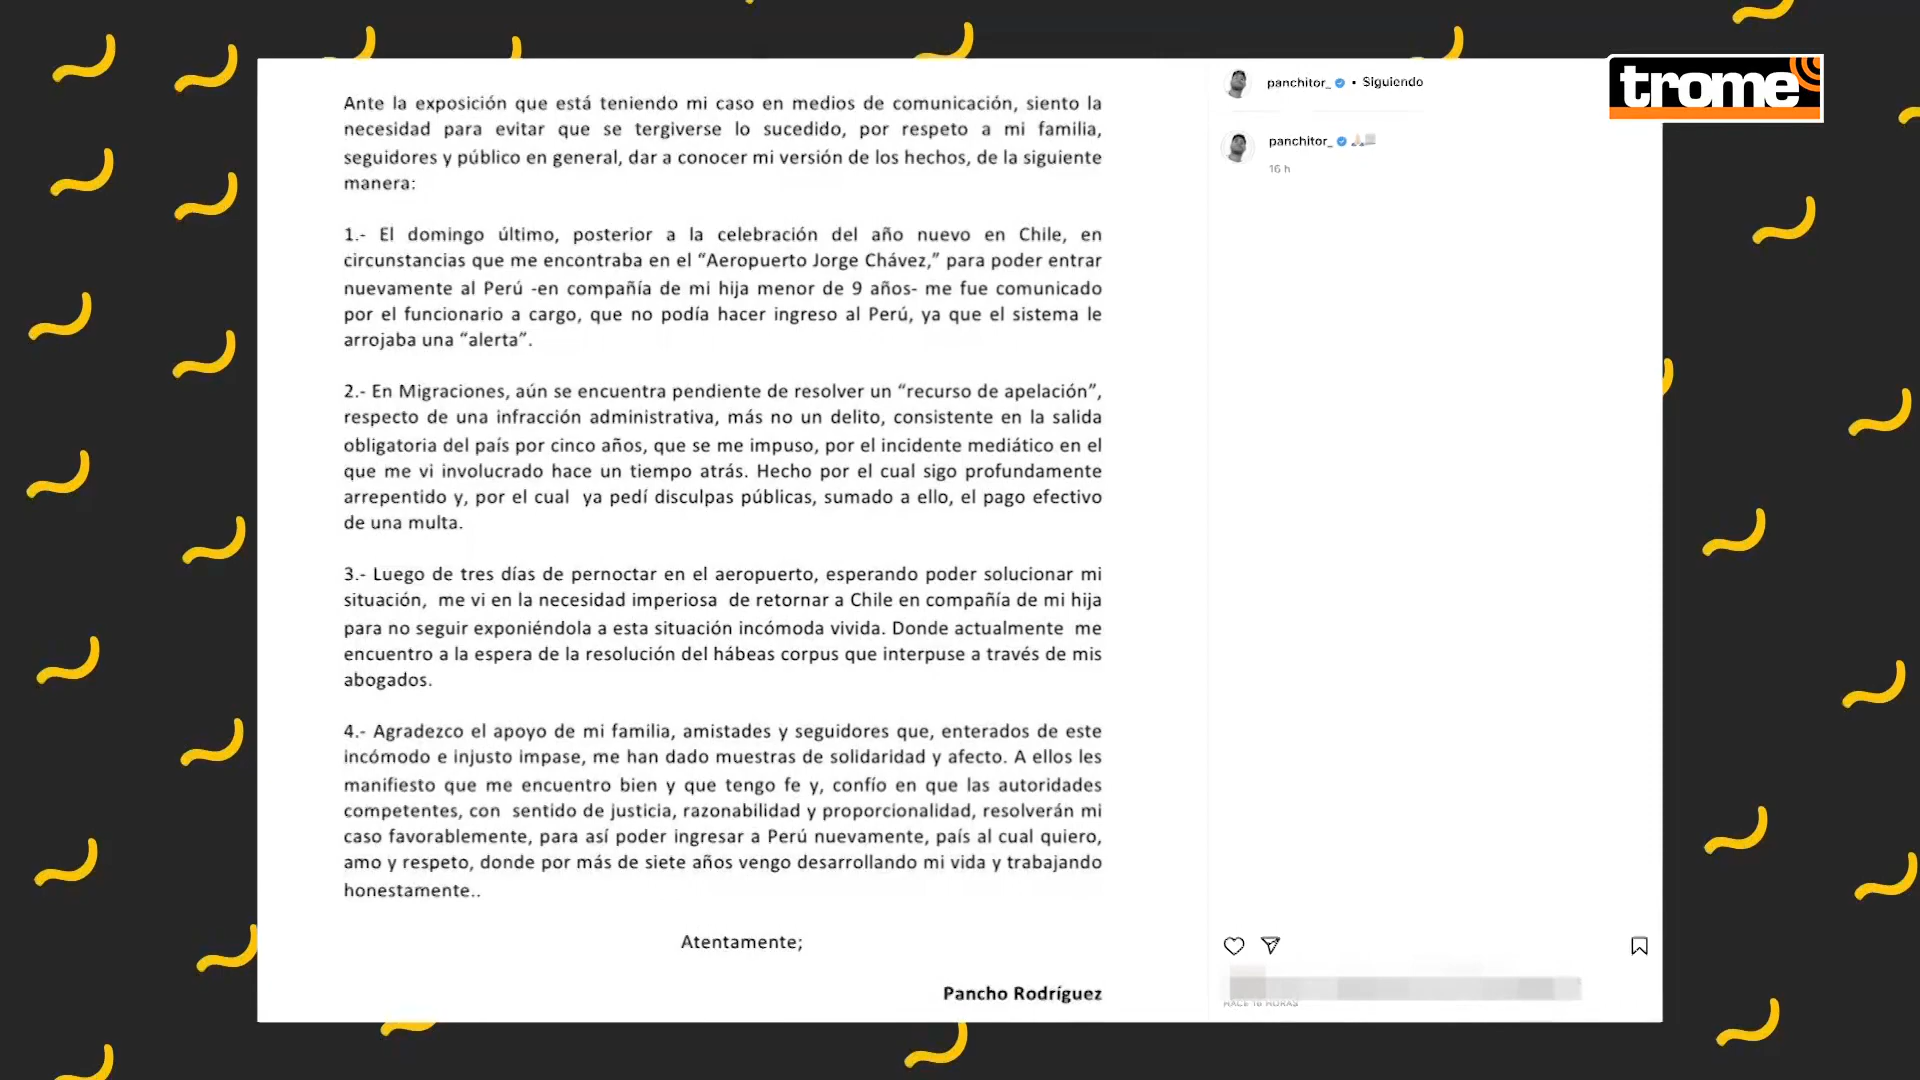 Ante la exposición que está teniendo mi caso en medios de comunicación, siento la
necesidad para evitar que se tergiverse lo sucedido, por respeto a mi familia,
seguidores y público en general, dar a conocer mi versión de los hechos, de la siguiente
manera:
1.- El domingo último, posterior a la celebración del año nuevo en Chile, en
circunstancias que me encontraba en el “Aeropuerto Jorge Chávez,” para poder entrar
nuevamente al Perú -en compañía de mi hija menor de 9 años- me fue comunicado
por el funcionario a cargo, que no podía hacer ingreso al Perú, ya que el sistema le
arrojaba una “alerta”.
2.- En Migraciones, aún se encuentra pendiente de resolver un “recurso de apelación”,
respecto de una infracción administrativa, más no un delito, consistente en la salida
obligatoria del país por cinco años, que se me impuso, por el incidente mediático en el
que me vi involucrado hace un tiempo atrás. Hecho por el cual sigo profundamente
arrepentido y, por el cual ya pedí disculpas públicas, sumado a ello, el pago efectivo
de una multa.
3.- Luego de tres días de pernoctar en el aeropuerto, esperando poder solucionar mi
situación, me vi en la necesidad imperiosa de retornar a Chile en compañía de mi hija
para no seguir exponiéndola a esta situación incómoda vivida. Donde actualmente me
encuentro a la espera de la resolución del hábeas corpus que interpuse a través de mis
abogados.
4.- Agradezco el apoyo de mi familia, amistades y seguidores que, enterados de este
incómodo e injusto impase, me han dado muestras de solidaridad y afecto. A ellos les
manifiesto que me encuentro bien y que tengo fe y, confío en que las autoridades
competentes, con sentido de justicia, razonabilidad y proporcionalidad, resolverán mi
caso favorablemente, para así poder ingresar a Perú nuevamente, país al cual quiero,
amo y respeto, donde por más de siete años vengo desarrollando mi vida y trabajando
honestamente..
Atentamente;
Pancho Rodríguez
panchitor_ • Siguiendo
panchitor_
16 h
HACE 16 HORAS
trome